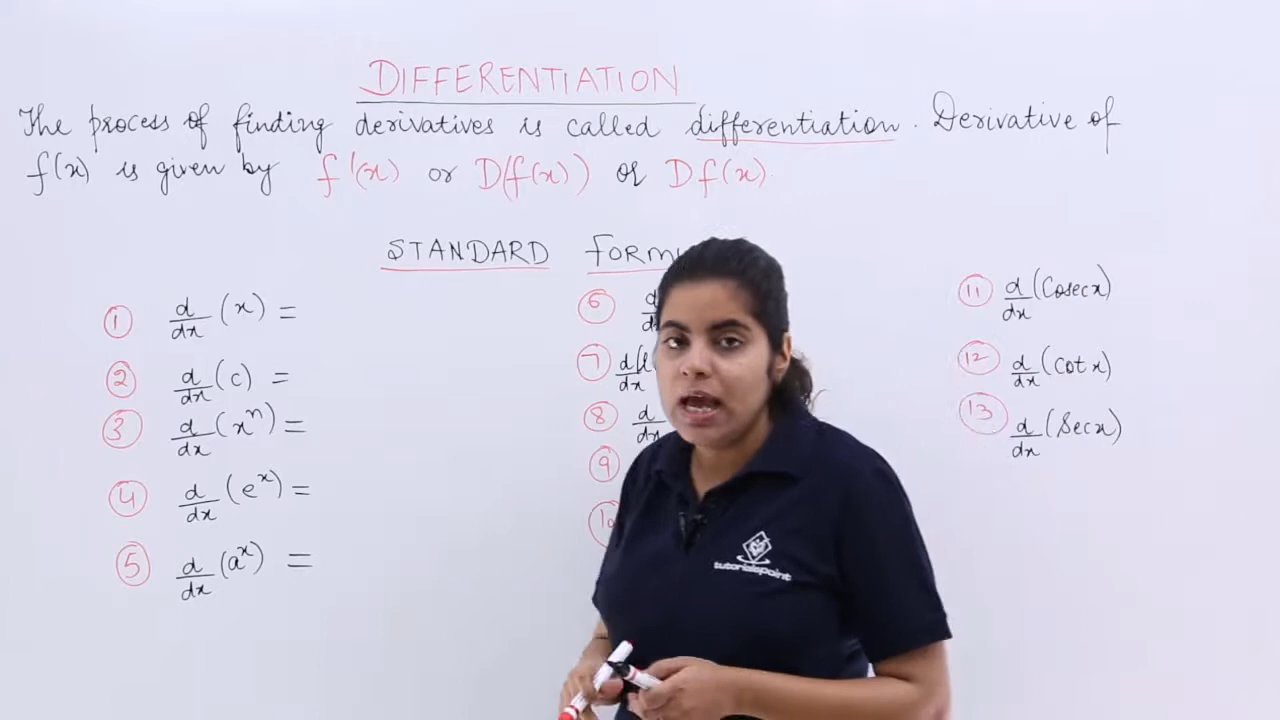 DIFFERENTIATION
The process of finding derivatives is called differentiation. Derivative of
f(x) is given by f'(x) or D(f(x)) or Df(x).
STANDARD FORM
① d/dx (x) =
② d/dx (c) =
③ d/dx (xⁿ) =
④ d/dx (eˣ) =
⑤ d/dx (aˣ) =
⑥ d
⑦ d/dx
⑧ d/dx
⑨
⑩
⑪ d/dx (Cosec x)
⑫ d/dx (Cot x)
⑬ d/dx (Sec x)
tutorialspoint